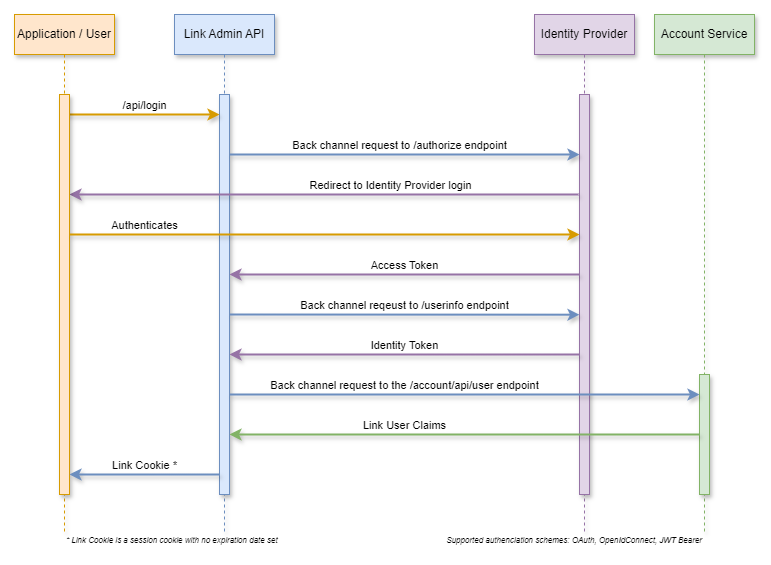 Application / User
Link Admin API
Identity Provider
Account Service
/api/login
Back channel request to /authorize endpoint
Redirect to Identity Provider login
Authenticates
Access Token
Back channel reqeust to /userinfo endpoint
Identity Token
Back channel request to the /account/api/user endpoint
Link User Claims
Link Cookie *
* Link Cookie is a session cookie with no expiration date set
Supported authenciation schemes: OAuth, OpenIdConnect, JWT Bearer